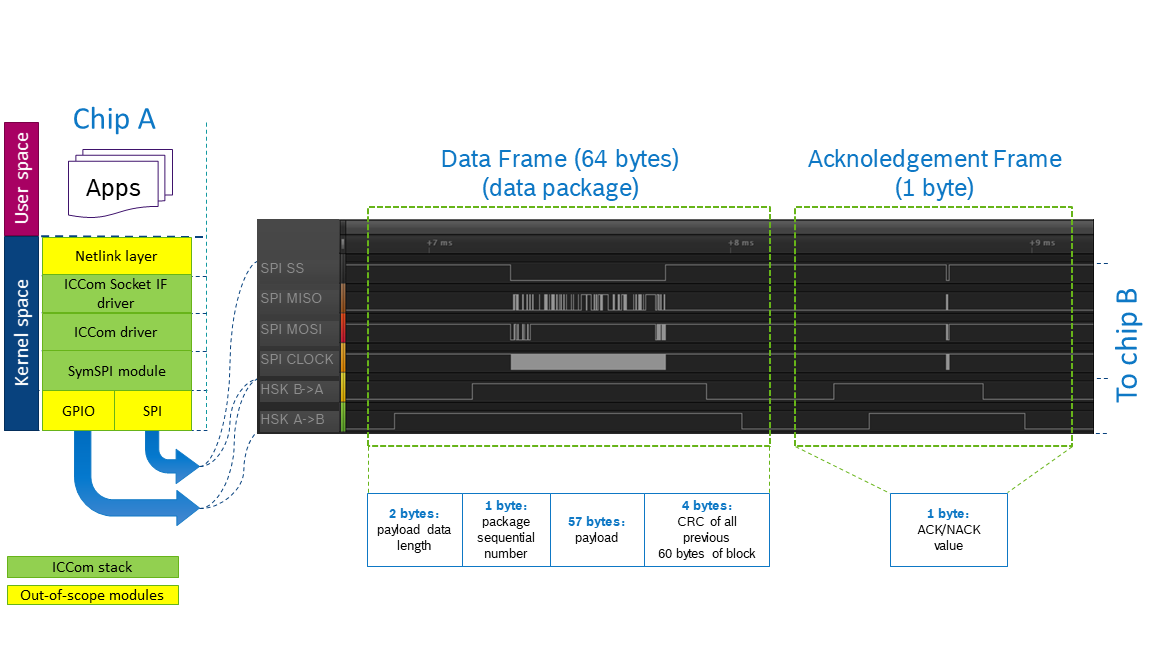 Chip A
User space
Apps
Kernel space
Netlink layer
ICCom Socket IF
driver
ICCom driver
SymSPI module
GPIO
SPI
ICCom stack
Out-of-scope modules
Data Frame (64 bytes)
(data package)
Acknoledgement Frame
(1 byte)
+7 ms
+8 ms
+9 ms
SPI SS
SPI MISO
SPI MOSI
SPI CLOCK
HSK B->A
HSK A->B
To chip B
2 bytes:
payload data
length
1 byte:
package
sequential
number
57 bytes:
payload
4 bytes:
CRC of all
previous
60 bytes of block
1 byte:
ACK/NACK
value